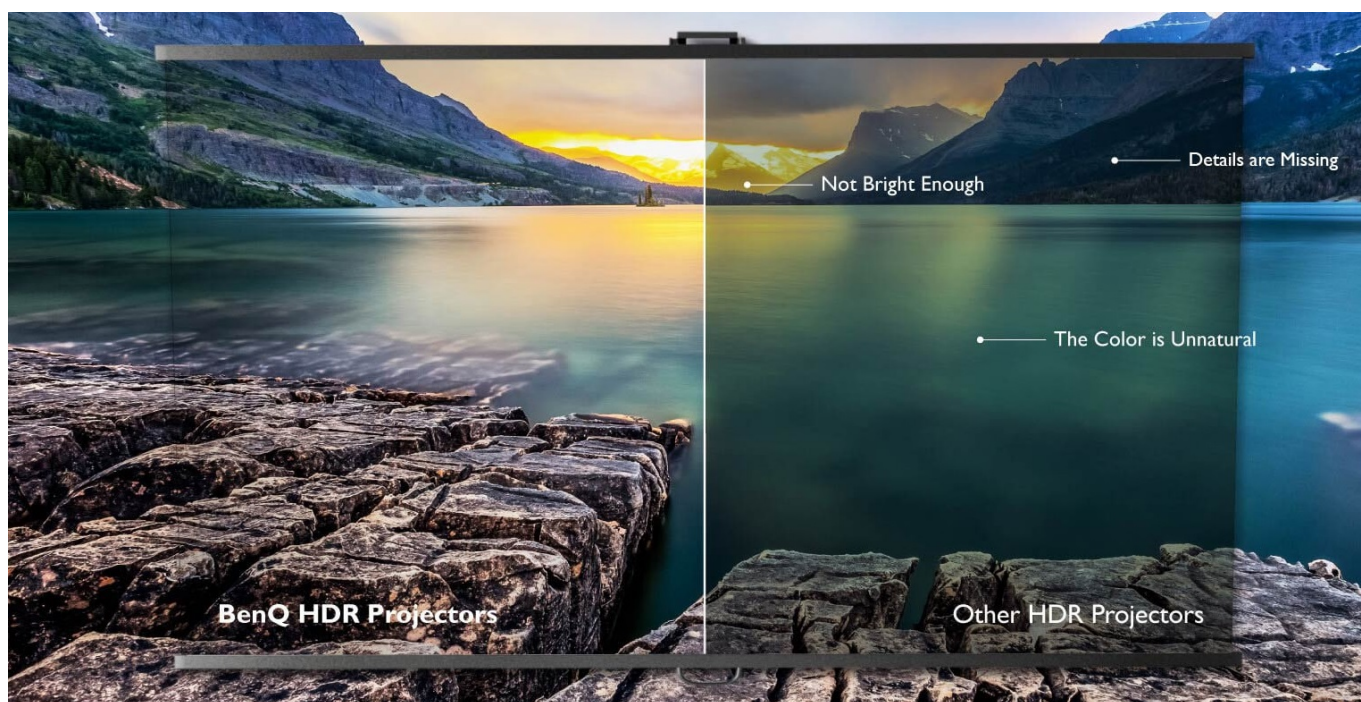 Details are Missing
Not Bright Enough
The Color is Unnatural
BenQ HDR Projectors
Other HDR Projectors